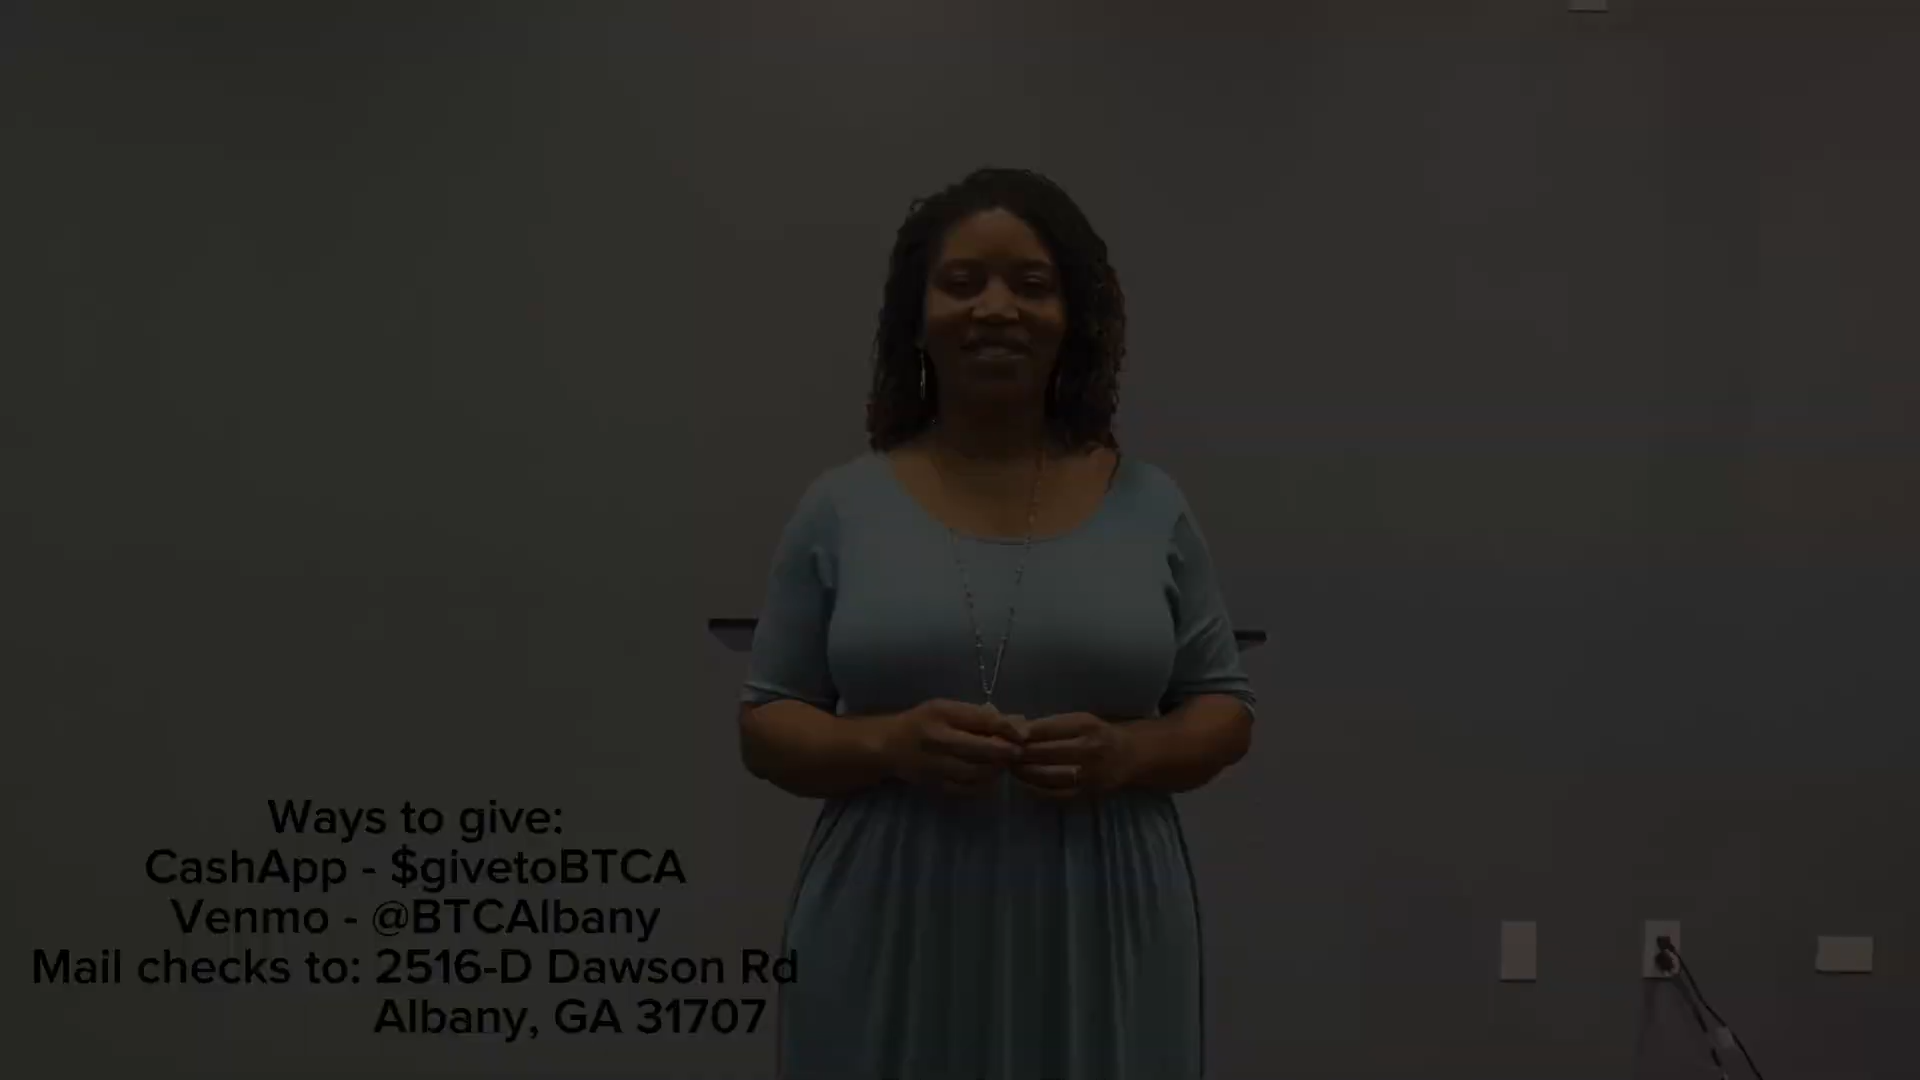 Ways to give:
CashApp - $givetoBTCA
Venmo - @BTCAlbany
Mail checks to: 2516-D Dawson Rd
Albany, GA 31707